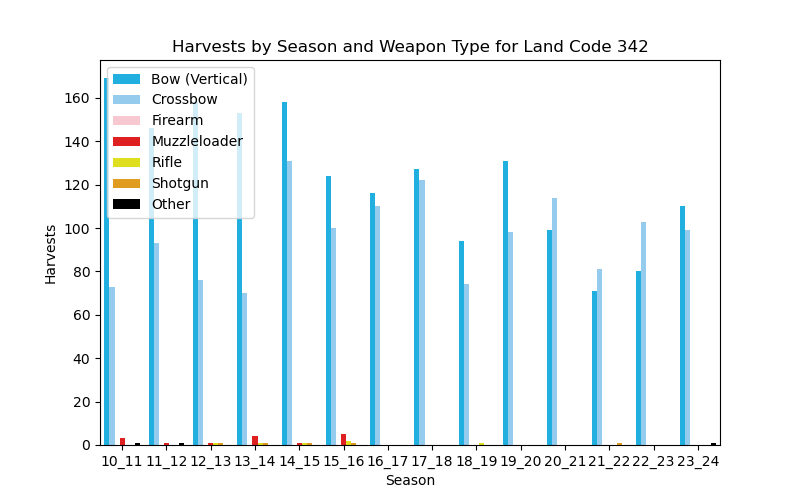 Harvests by Season and Weapon Type for Land Code 342
Harvests
160
140
120
100
80
60
40
20
0
Bow (Vertical)
Crossbow
Firearm
Muzzleloader
Rifle
Shotgun
Other
10_11 11_12 12_13 13_14 14_15 15_16 16_17 17_18 18_19 19_20 20_21 21_22 22_23 23_24
Season